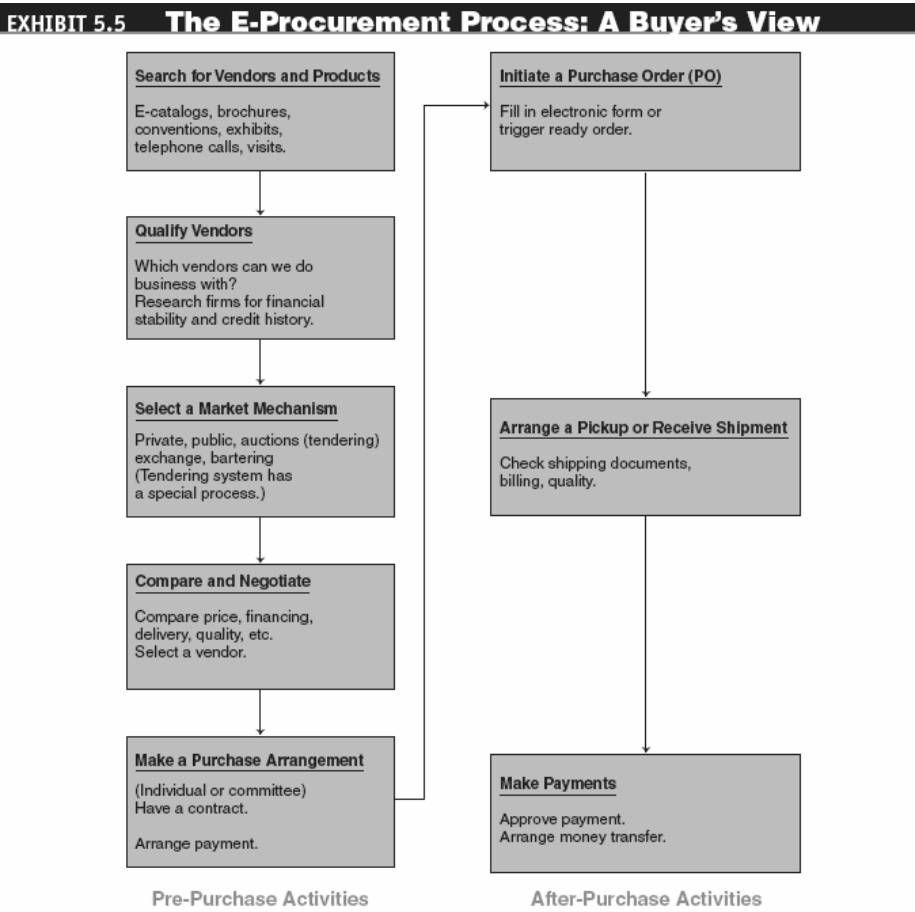 EXHIBIT 5.5 The E-Procurement Process: A Buyer's View
Search for Vendors and Products
E-catalogs, brochures,
conventions, exhibits,
telephone calls, visits.
Qualify Vendors
Which vendors can we do
business with?
Research firms for financial
stability and credit history.
Select a Market Mechanism
Private, public, auctions (tendering)
exchange, bartering
(Tendering system has
a special process.)
Compare and Negotiate
Compare price, financing,
delivery, quality, etc.
Select a vendor.
Make a Purchase Arrangement
(Individual or committee)
Have a contract.
Arrange payment.
Pre-Purchase Activities
Initiate a Purchase Order (PO)
Fill in electronic form or
trigger ready order.
Arrange a Pickup or Receive Shipment
Check shipping documents,
billing, quality.
Make Payments
Approve payment.
Arrange money transfer.
After-Purchase Activities